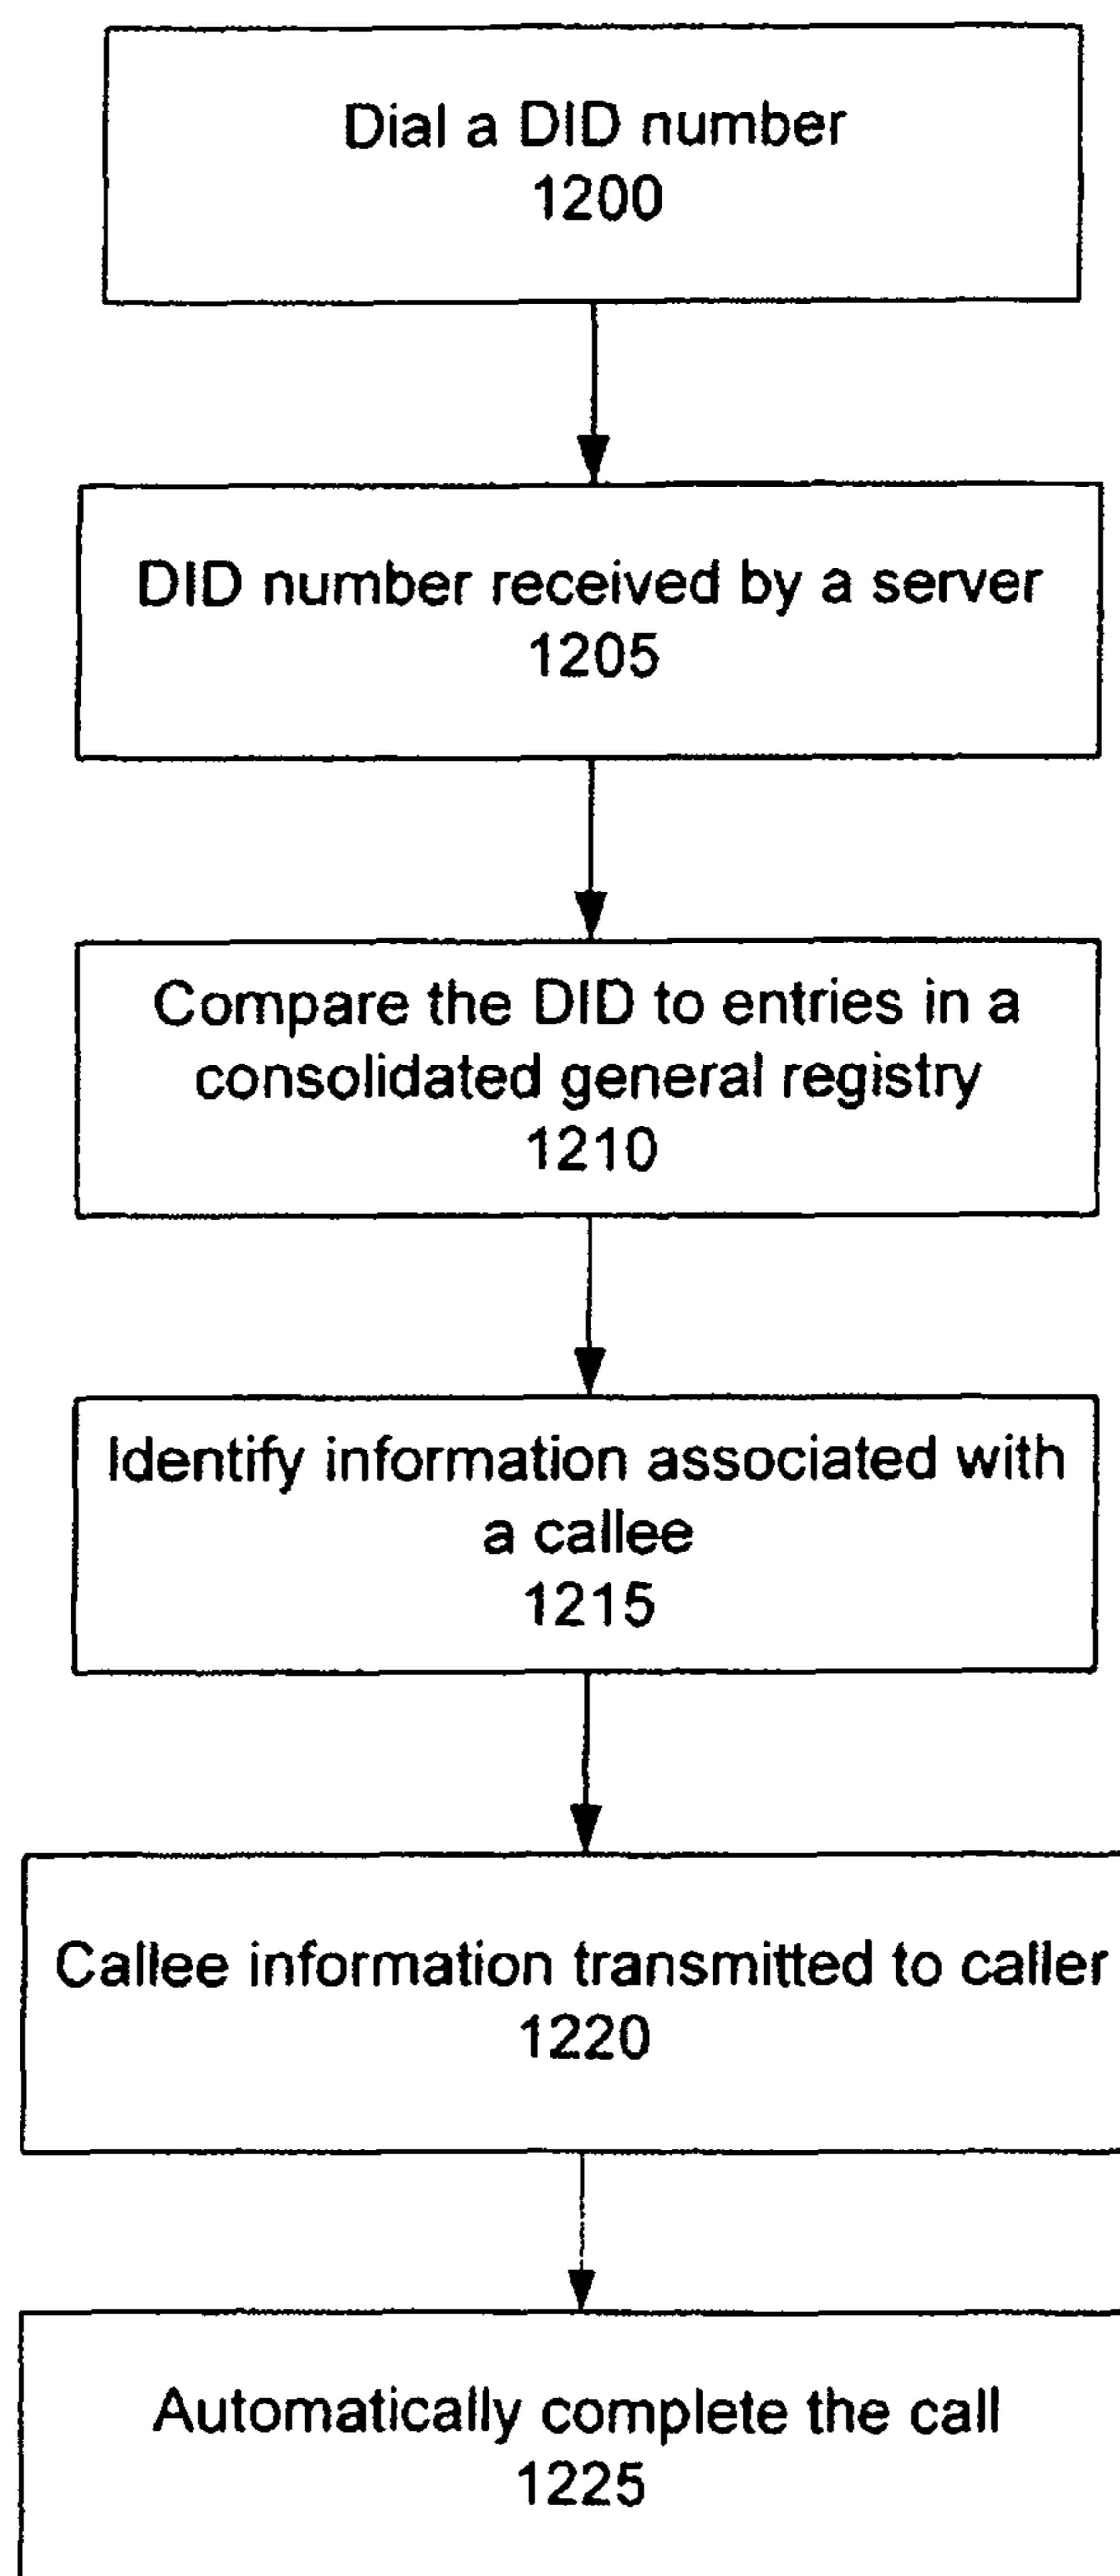 Dial a DID number
1200
DID number received by a server
1205
Compare the DID to entries in a
consolidated general registry
1210
Identify information associated with
a callee
1215
Callee information transmitted to caller
1220
Automatically complete the call
1225